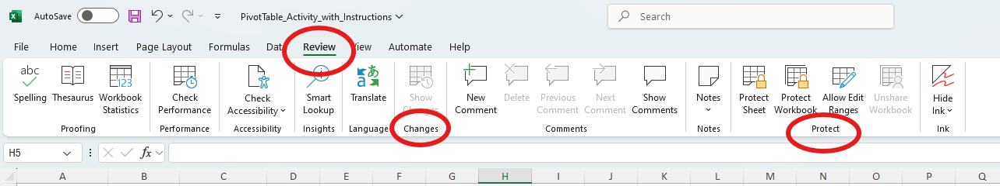 AutoSave Off PivotTable_Activity_with_Instructions Search
File Home Insert Page Layout Formulas Dat Review View Automate Help
abc
Spelling Thesaurus Workbook Statistics Check Performance Check Accessibility Smart Lookup Translate Show Changes New Comment Delete Previous Comment Next Comment Show Comments Notes Protect Sheet Protect Workbook Allow Edit Ranges Unshare Workbook Hide Ink
Proofing Performance Accessibility Insights Language Changes Comments Notes Protect Ink
H5 fx
A B C D E F G H I J K L M N O P Q